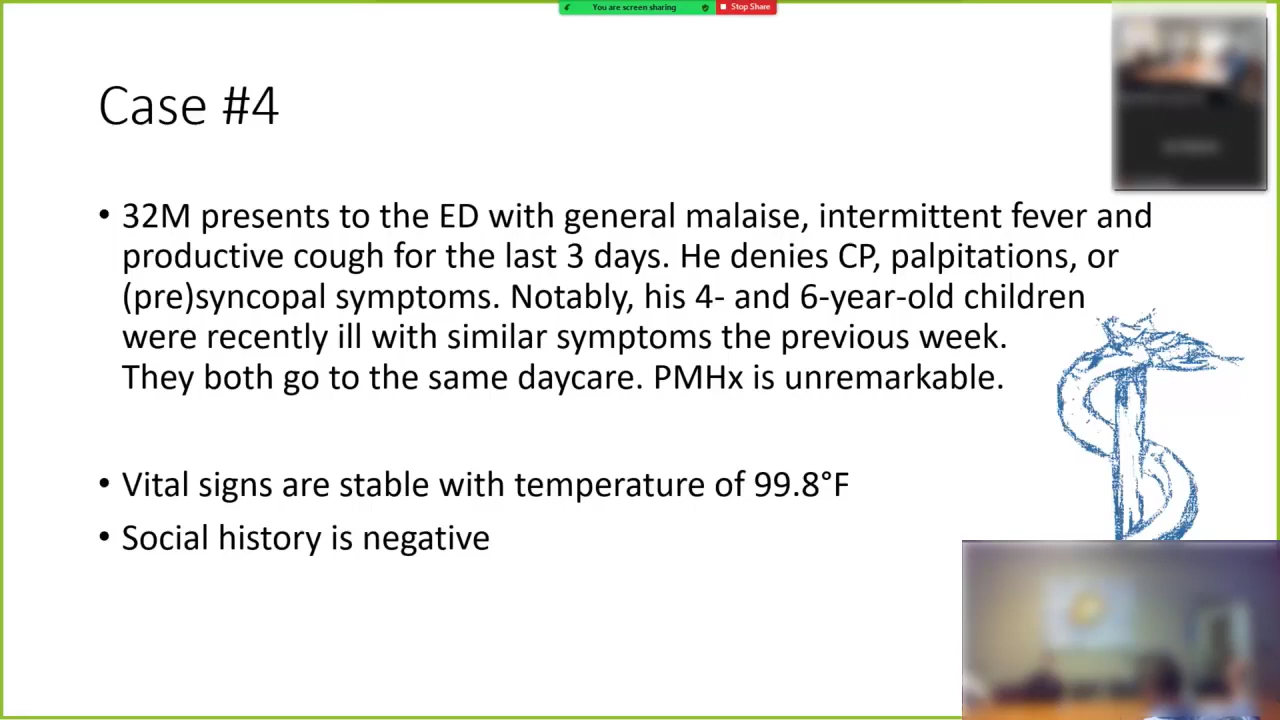 You are screen sharing
Stop Share
Case #4
• 32M presents to the ED with general malaise, intermittent fever and
productive cough for the last 3 days. He denies CP, palpitations, or
(pre)syncopal symptoms. Notably, his 4- and 6-year-old children
were recently ill with similar symptoms the previous week.
They both go to the same daycare. PMHx is unremarkable.
• Vital signs are stable with temperature of 99.8°F
• Social history is negative